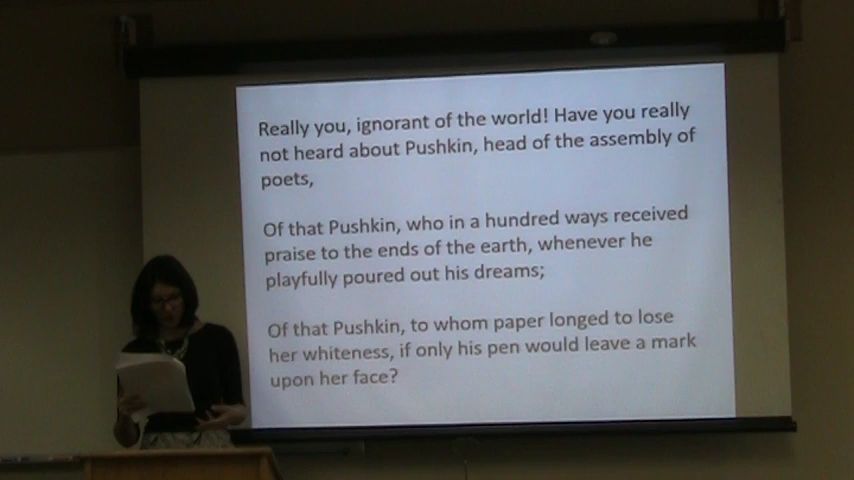 Really you, ignorant of the world! Have you really
not heard about Pushkin, head of the assembly of
poets,
Of that Pushkin, who in a hundred ways received
praise to the ends of the earth, whenever he
playfully poured out his dreams;
Of that Pushkin, to whom paper longed to lose
her whiteness, if only his pen would leave a mark
upon her face?